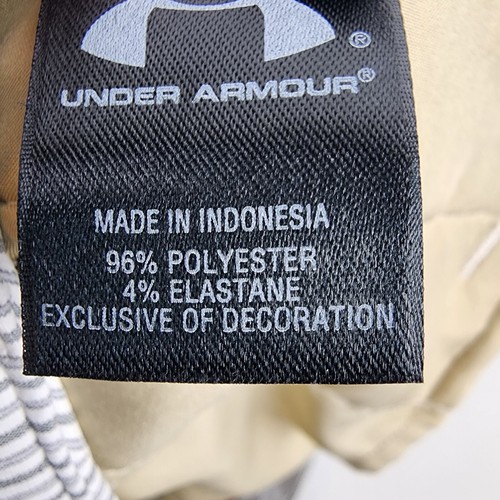 ®
UNDER ARMOUR®
MADE IN INDONESIA
96% POLYESTER
4% ELASTANE
EXCLUSIVE OF DECORATION